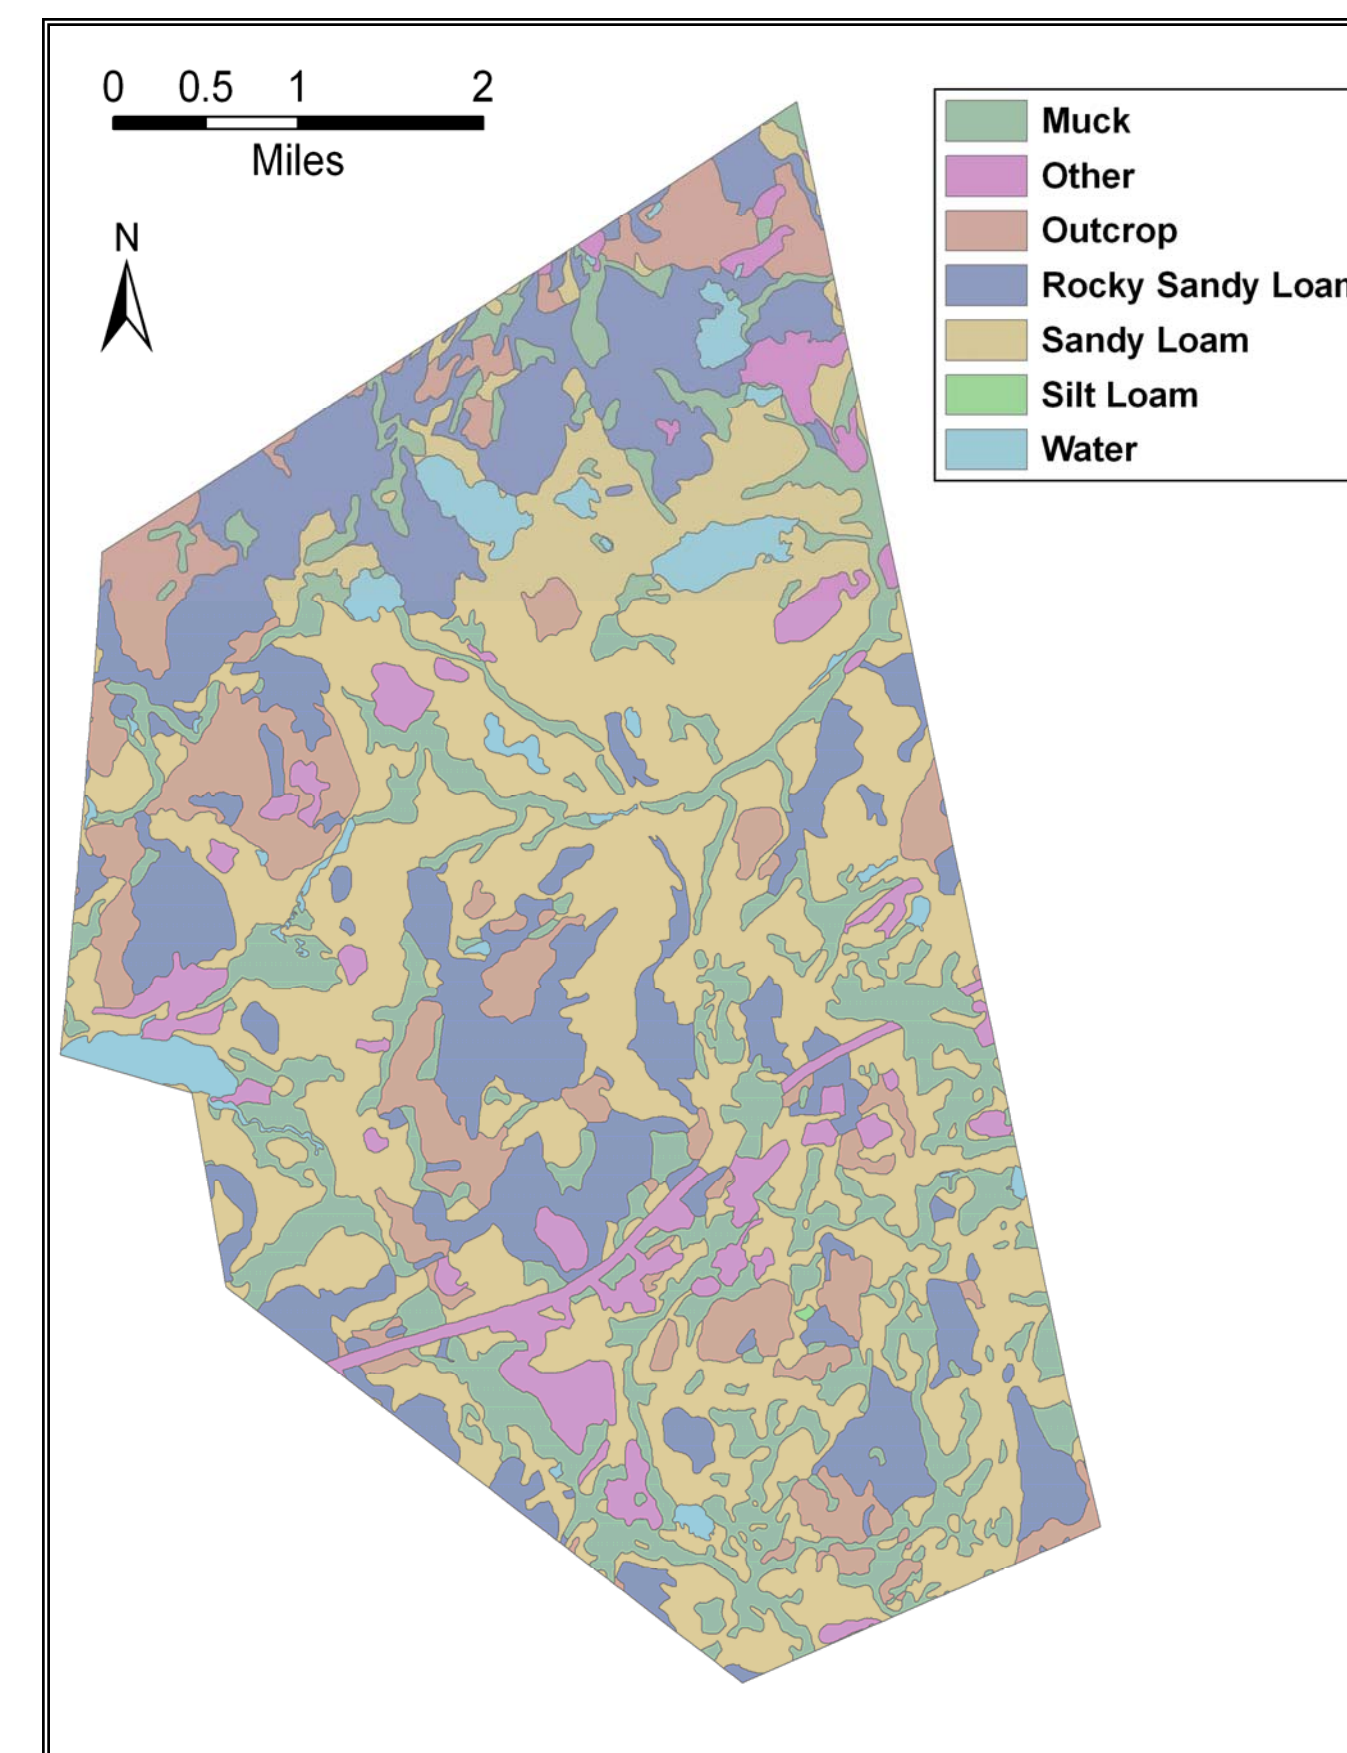 0 0.5 1 2
Miles
N
Muck
Other
Outcrop
Rocky Sandy Loam
Sandy Loam
Silt Loam
Water